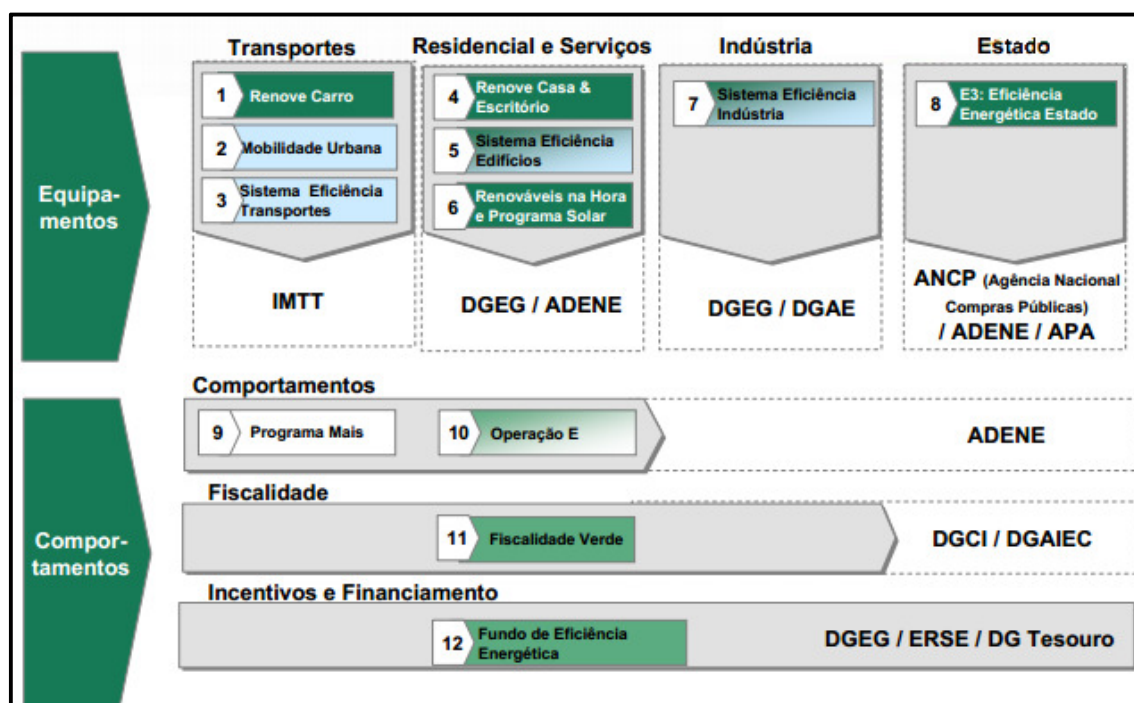 Transportes
Residencial e Serviços
Indústria
Estado
Equipa-
mentos
1 Renove Carro
2 Mobilidade Urbana
3 Sistema Eficiência
Transportes
IMTT
4 Renove Casa &
Escritório
5 Sistema Eficiência
Edifícios
6 Renováveis na Hora
e Programa Solar
DGEG / ADENE
7 Sistema Eficiência
Indústria
DGEG / DGAE
8 E3: Eficiência
Energética Estado
ANCP (Agência Nacional
Compras Públicas)
/ ADENE / APA
Compor-
tamentos
Comportamentos
9 Programa Mais
10 Operação E
ADENE
Fiscalidade
11 Fiscalidade Verde
DGCI / DGAIEC
Incentivos e Financiamento
12 Fundo de Eficiência
Energética
DGEG / ERSE / DG Tesouro